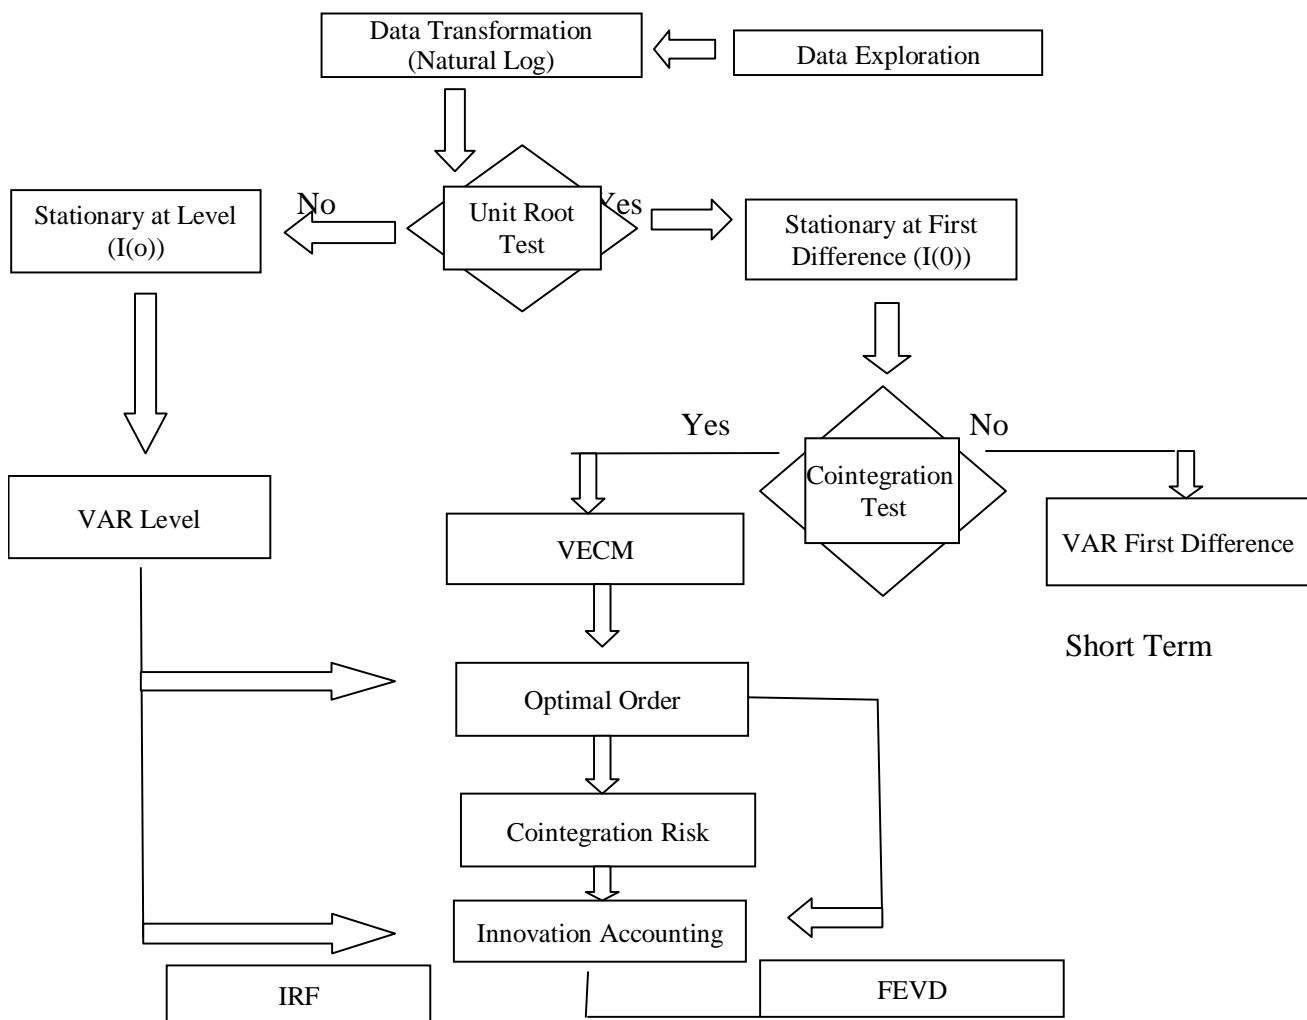 Data Transformation
(Natural Log)
Data Exploration
No
Yes
Stationary at Level
(I(o))
Unit Root
Test
Stationary at First
Difference (I(0))
Yes
No
Cointegration
Test
VAR Level
VECM
VAR First Difference
Short Term
Optimal Order
Cointegration Risk
Innovation Accounting
IRF
FEVD